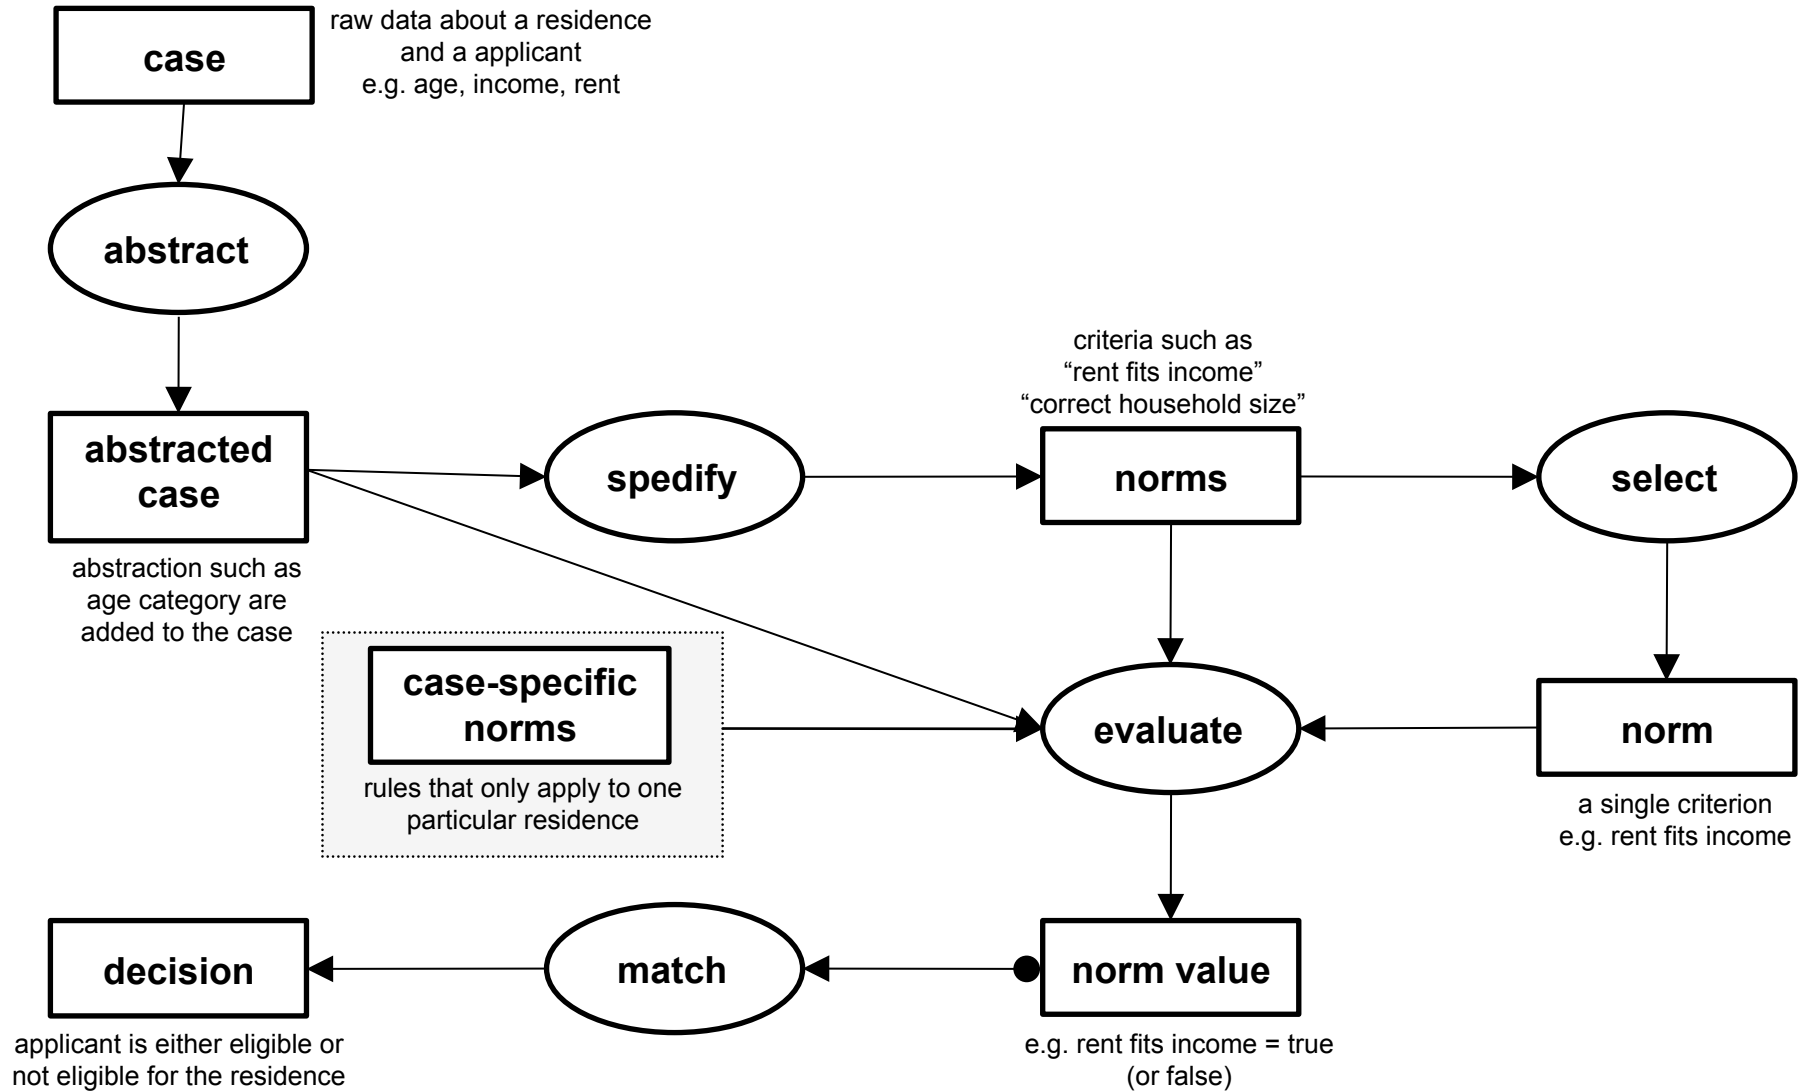 case
raw data about a residence
and a applicant
e.g. age, income, rent
abstract
abstracted
case
abstraction such as
age category are
added to the case
spedify
criteria such as
“rent fits income”
“correct household size”
norms
select
case-specific
norms
rules that only apply to one
particular residence
evaluate
norm
a single criterion
e.g. rent fits income
decision
applicant is either eligible or
not eligible for the residence
match
norm value
e.g. rent fits income = true
(or false)